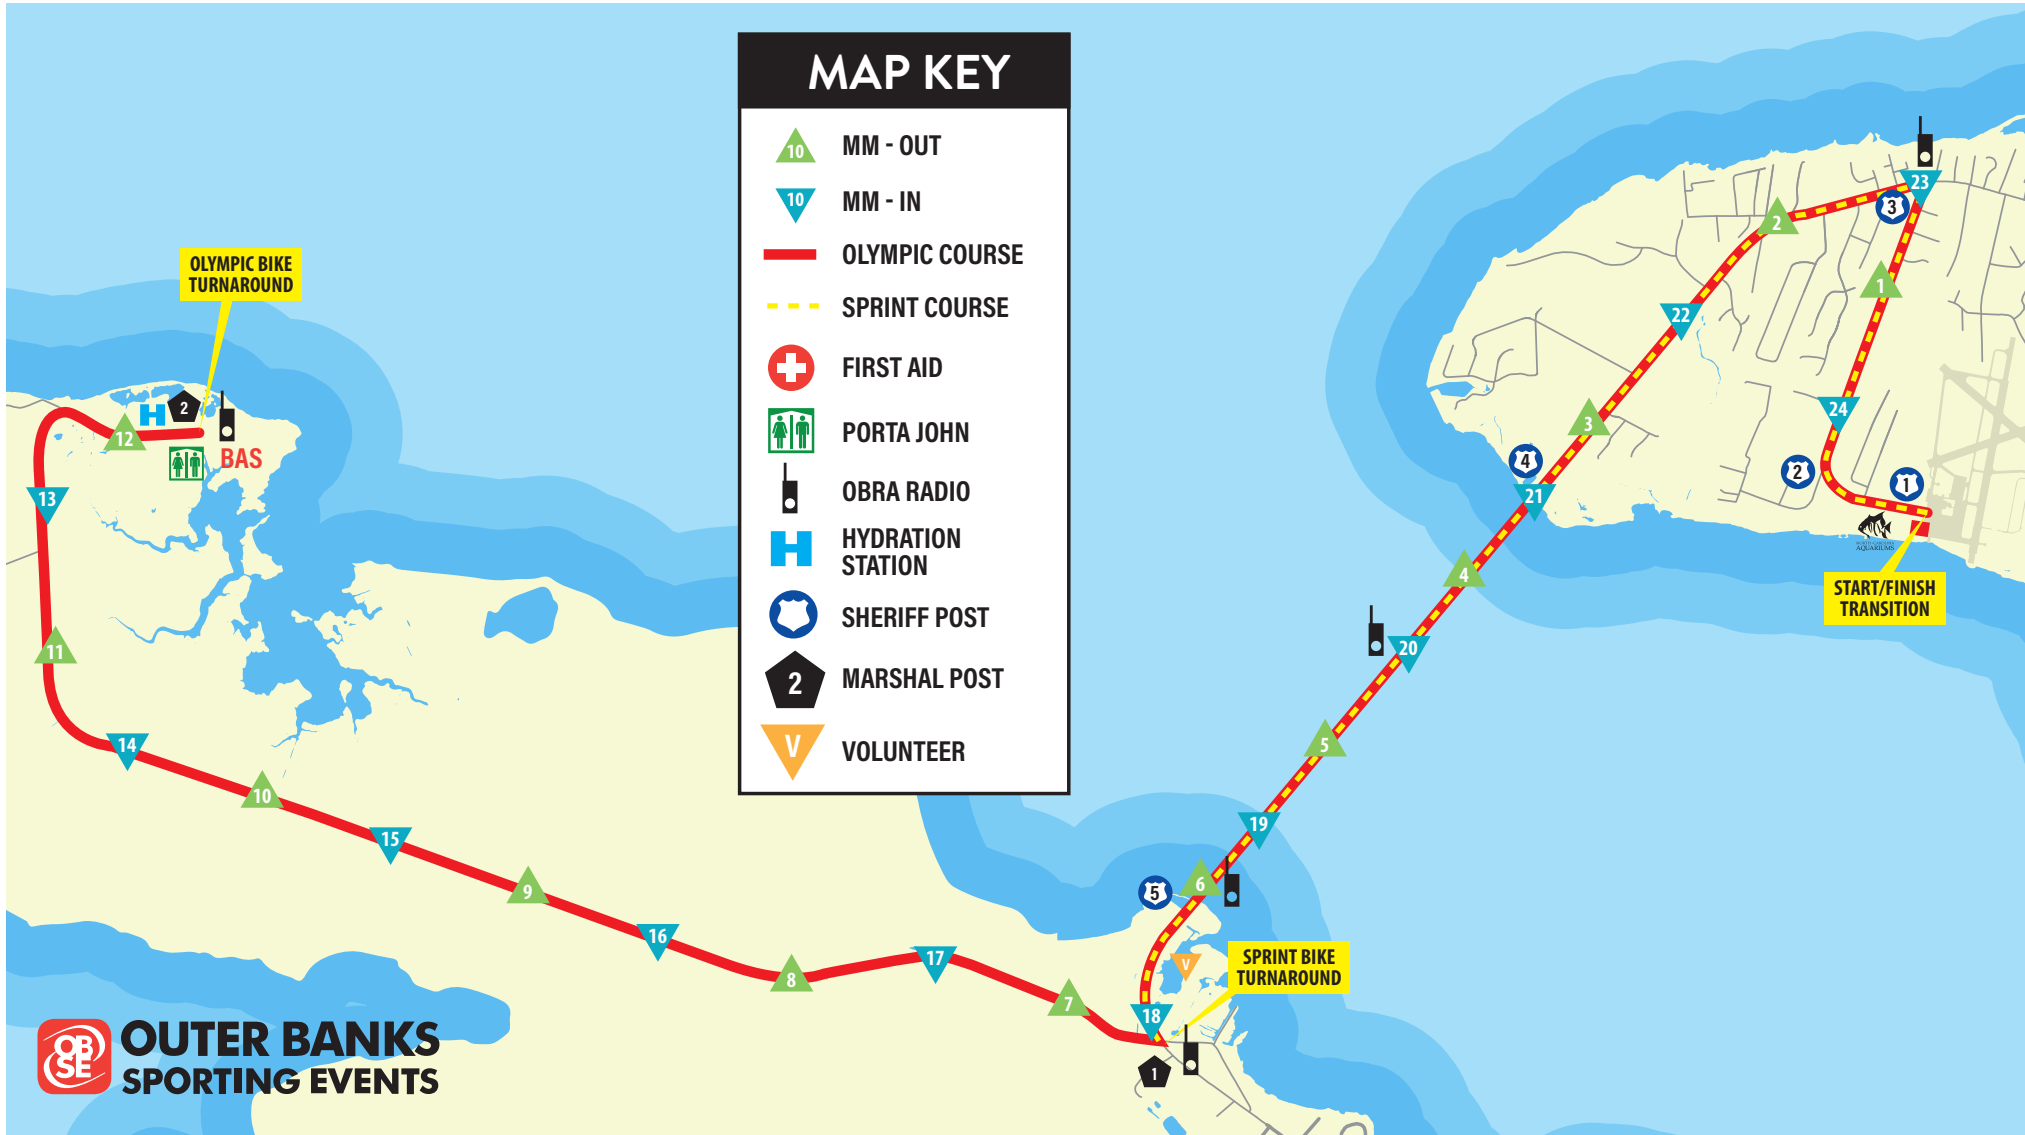 MAP KEY
10 MM - OUT
10 MM - IN
OLYMPIC COURSE
SPRINT COURSE
FIRST AID
PORTA JOHN
OBRA RADIO
HYDRATION
STATION
SHERIFF POST
2 MARSHAL POST
V VOLUNTEER
OLYMPIC BIKE
TURNAROUND
H
2
12
BAS
13
11
14
10
15
9
16
8
17
7
18
1
SPRINT BIKE
TURNAROUND
V
5
6
19
5
20
4
21
4
3
22
2
23
3
1
24
2
1
AQUARIUMS
START/FINISH
TRANSITION
OBSE
OUTER BANKS
SPORTING EVENTS